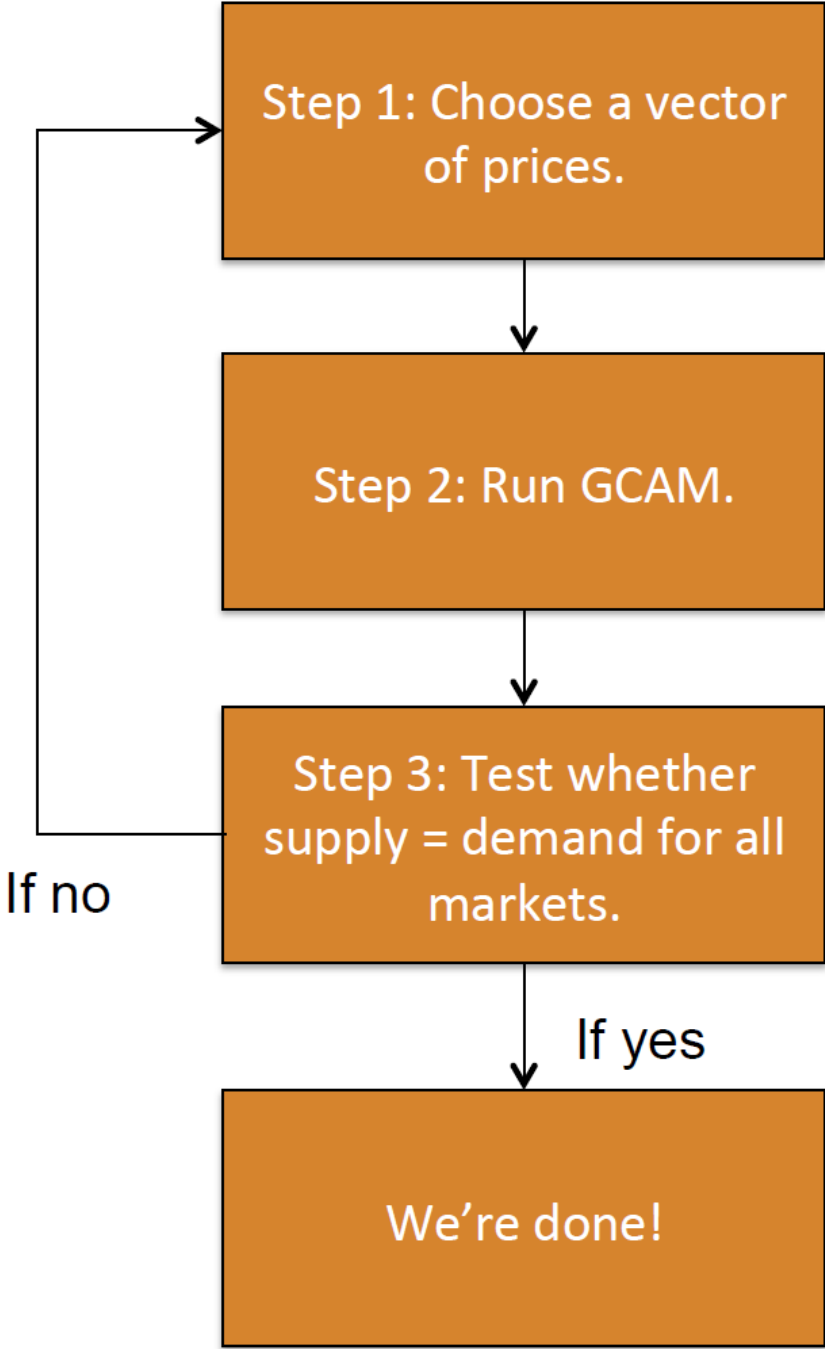 Step 1: Choose a vector
of prices.
Step 2: Run GCAM.
Step 3: Test whether
supply = demand for all
markets.
If no
If yes
We’re done!